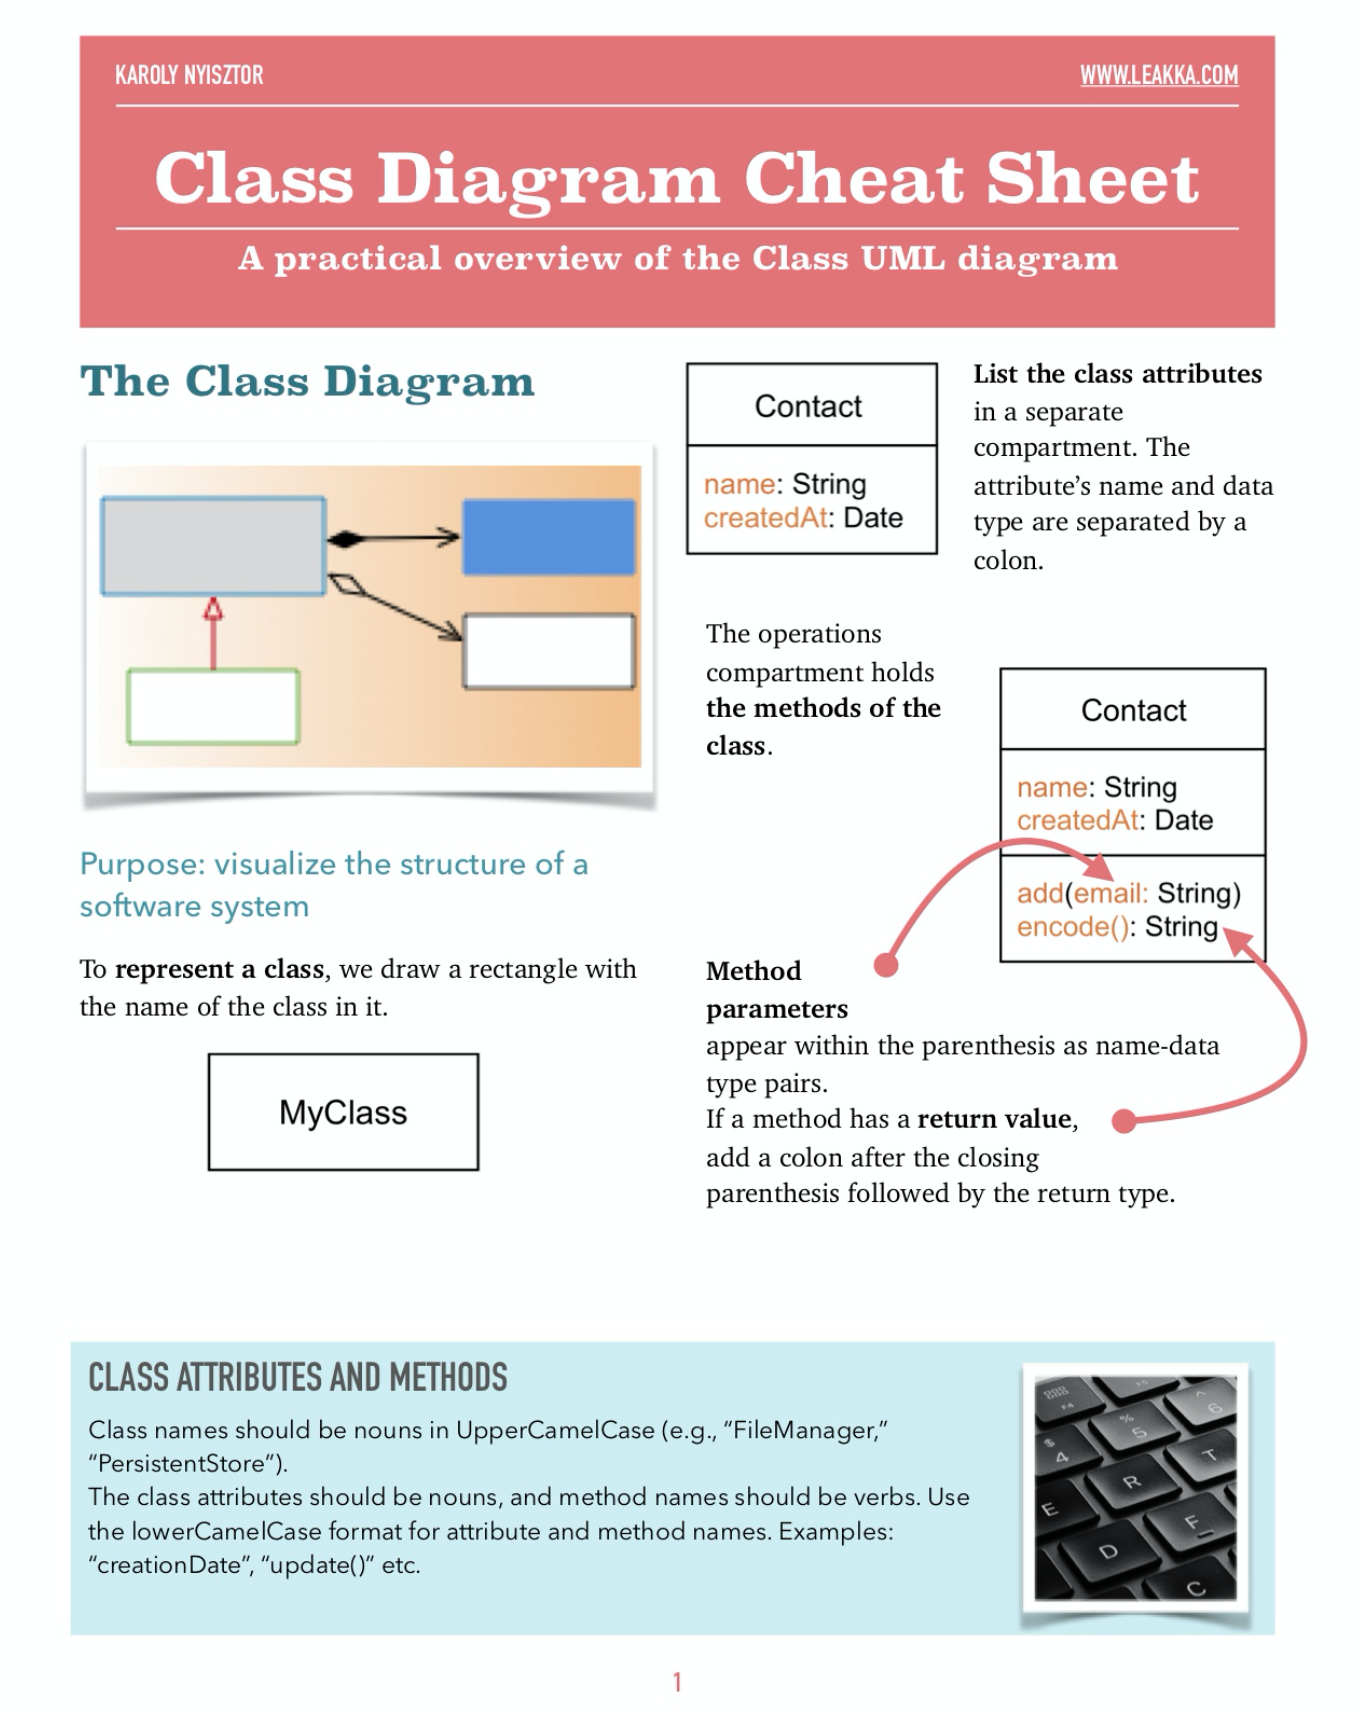 KAROLY NYISZTOR
WWW.LEAKKA.COM
Class Diagram Cheat Sheet
A practical overview of the Class UML diagram
The Class Diagram
Purpose: visualize the structure of a
software system
To represent a class, we draw a rectangle with
the name of the class in it.
MyClass
Contact
name: String
createdAt: Date
List the class attributes
in a separate
compartment. The
attribute’s name and data
type are separated by a
colon.
The operations
compartment holds
the methods of the
class.
Contact
name: String
createdAt: Date
add(email: String)
encode(): String
Method
parameters
appear within the parenthesis as name-data
type pairs.
If a method has a return value,
add a colon after the closing
parenthesis followed by the return type.
CLASS ATTRIBUTES AND METHODS
Class names should be nouns in UpperCamelCase (e.g., “FileManager,”
“PersistentStore”).
The class attributes should be nouns, and method names should be verbs. Use
the lowerCamelCase format for attribute and method names. Examples:
“creationDate”, “update()” etc.
F4
^
6
%
5
$
4
T
R
E
F
D
C
1